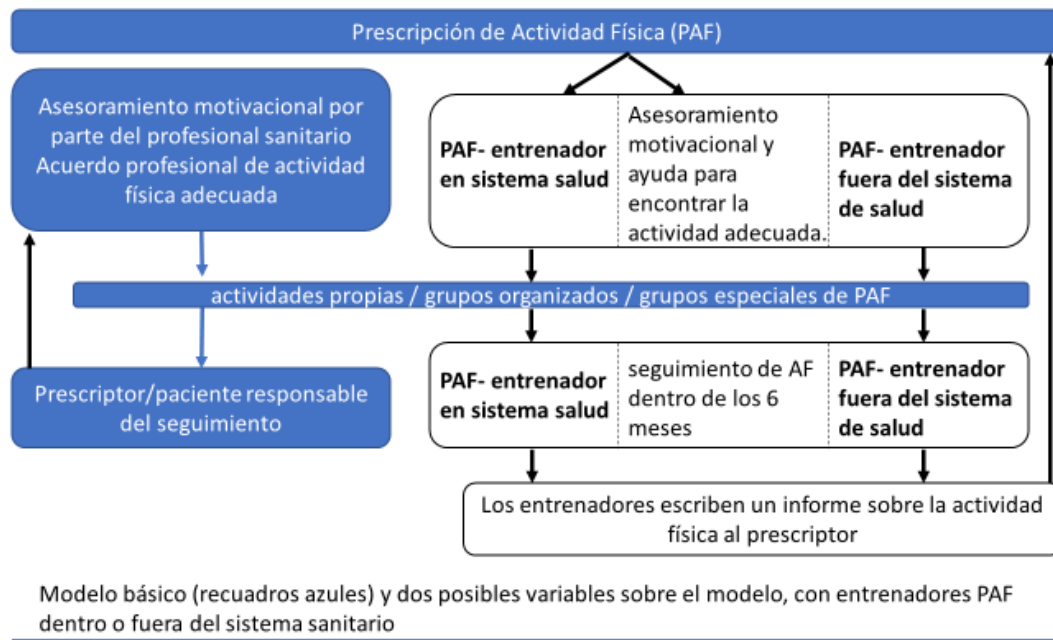 Prescripción de Actividad Física (PAF)
Asesoramiento motivacional por
parte del profesional sanitario
Acuerdo profesional de actividad
física adecuada
PAF- entrenador
en sistema salud
Asesoramiento
motivacional y
ayuda para
encontrar la
actividad adecuada.
PAF- entrenador
fuera del sistema
de salud
actividades propias / grupos organizados / grupos especiales de PAF
Prescriptor/paciente responsable
del seguimiento
PAF- entrenador
en sistema salud
seguimiento de AF
dentro de los 6
meses
PAF- entrenador
fuera del sistema
de salud
Los entrenadores escriben un informe sobre la actividad
física al prescriptor
Modelo básico (recuadros azules) y dos posibles variables sobre el modelo, con entrenadores PAF
dentro o fuera del sistema sanitario